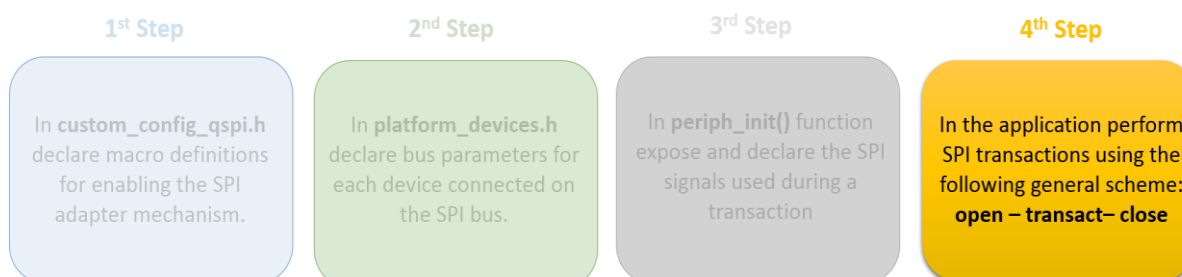 1st Step
2nd Step
3rd Step
4th Step
In custom_config_qspi.h
declare macro definitions
for enabling the SPI
adapter mechanism.
In platform_devices.h
declare bus parameters for
each device connected on
the SPI bus.
In periph_init() function
expose and declare the SPI
signals used during a
transaction
In the application perform
SPI transactions using the
following general scheme:
open – transact– close